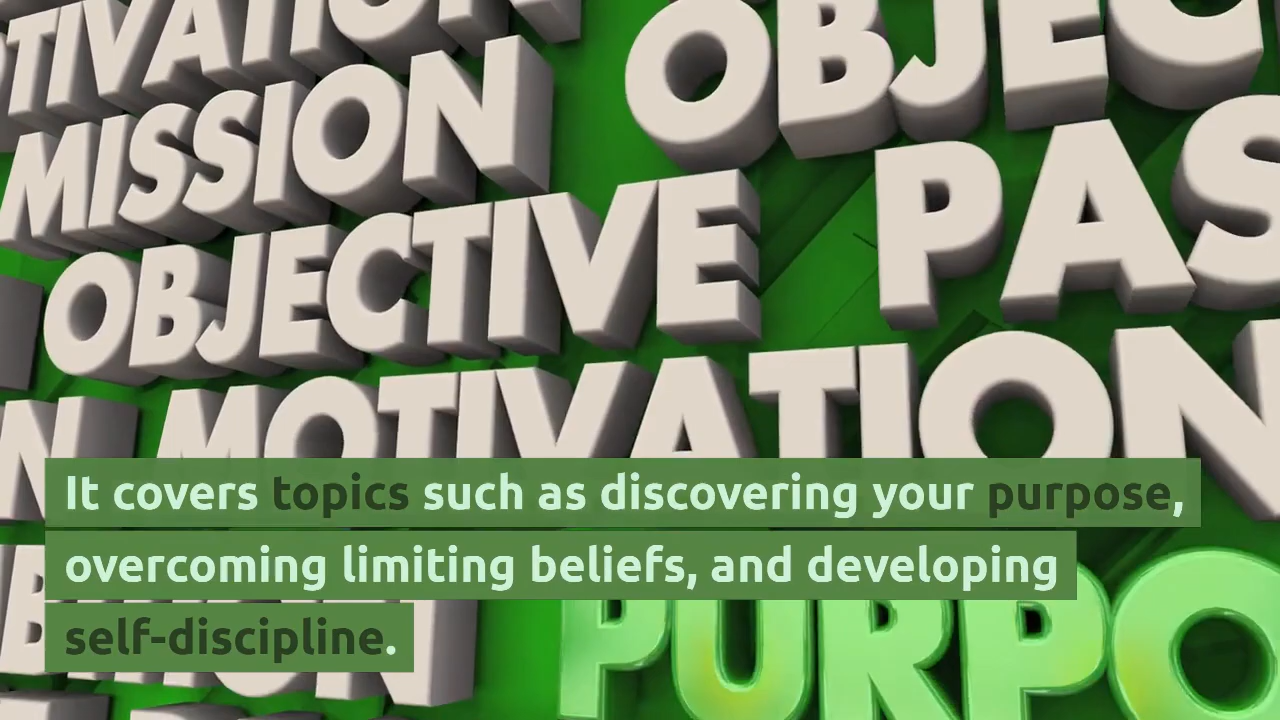 TIVATION
MISSION
OBJEC
OBJECTIVE
PAS
N MOTIVATION
It covers topics such as discovering your purpose,
overcoming limiting beliefs, and developing
self-discipline.
PURPO